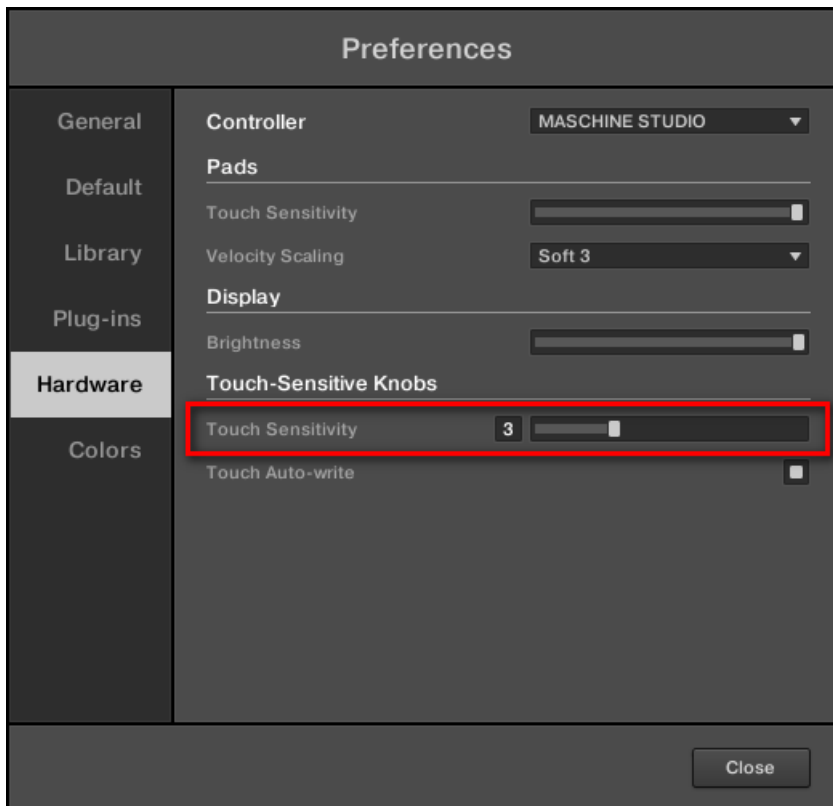 Preferences
General
Default
Library
Plug-ins
Hardware
Colors
Controller MASCHINE STUDIO
Pads
Touch Sensitivity
Velocity Scaling Soft 3
Display
Brightness
Touch-Sensitive Knobs
Touch Sensitivity 3
Touch Auto-write
Close